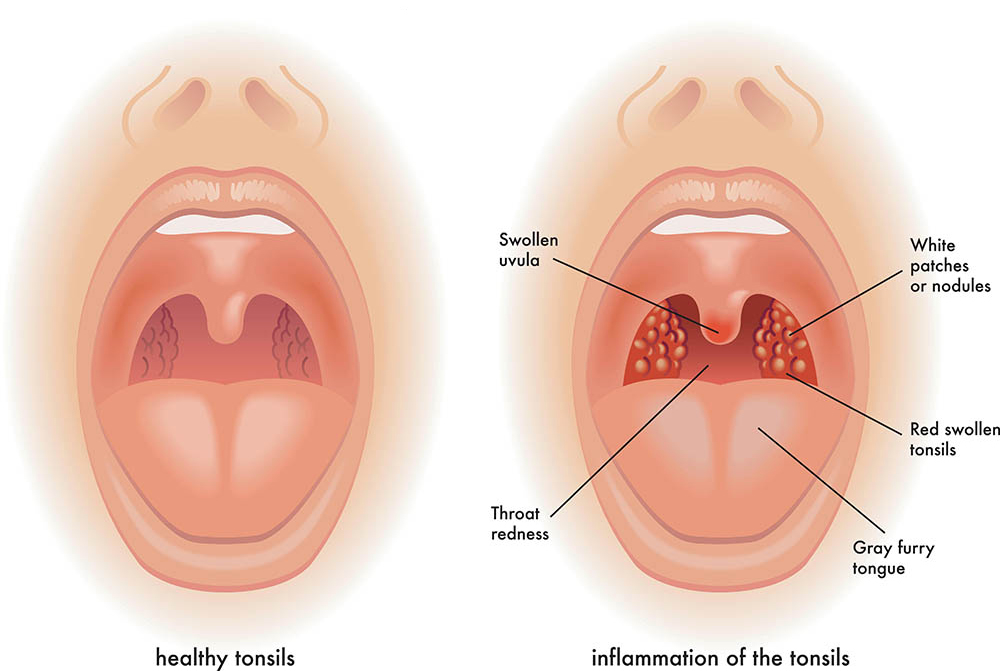 Swollen
uvula
White
patches
or nodules
Red swollen
tonsils
Throat
redness
Gray furry
tongue
healthy tonsils
inflammation of the tonsils